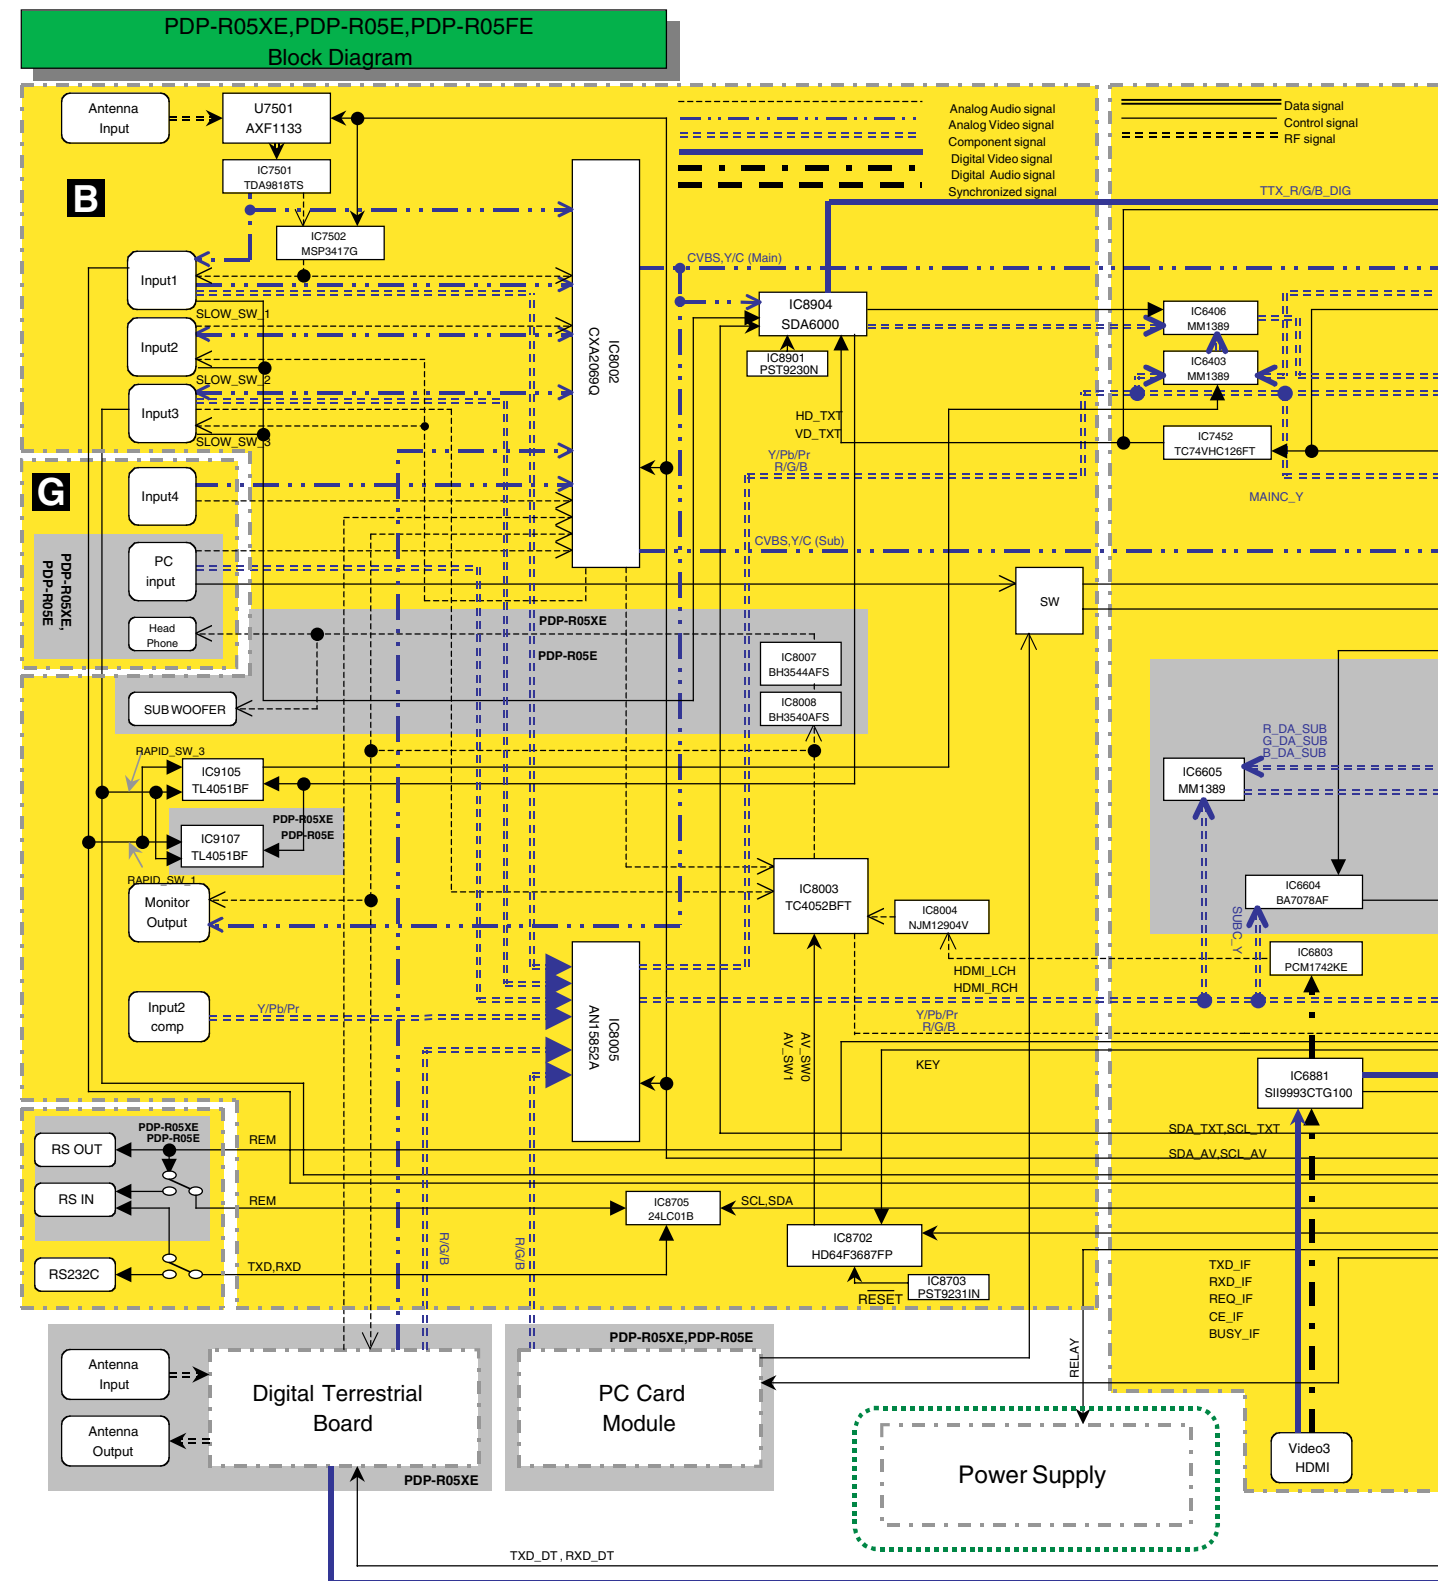 PDP-R05XE,PDP-R05E,PDP-R05FE
Block Diagram
Antenna
Input
U7501
AXF1133
IC7501
TDA9818TS
B
IC7502
MSP3417G
Analog Audio signal
Analog Video signal
Component signal
Digital Video signal
Digital Audio signal
Synchronized signal
Data signal
Control signal
RF signal
TTX_R/G/B_DIG
Input1
SLOW_SW_1
Input2
SLOW_SW_2
Input3
SLOW_SW_3
IC8002
CXA2069Q
CVBS,Y/C (Main)
IC8904
SDA6000
IC8901
PST9230N
HD_TXT
VD_TXT
Y/Pb/Pr
R/G/B
IC6406
MM1389
IC6403
MM1389
IC7452
TC74VHC126FT
MAINC_Y
G
Input4
PC
input
PDP-R05XE,
PDP-R05E
Head
Phone
CVBS,Y/C (Sub)
SW
PDP-R05XE
PDP-R05E
IC8007
BH3544AFS
IC8008
BH3540AFS
SUB WOOFER
RAPID_SW_3
IC9105
TL4051BF
PDP-R05XE
PDP-R05E
IC9107
TL4051BF
RAPID_SW_1
Monitor
Output
R_DA_SUB
G_DA_SUB
B_DA_SUB
IC6605
MM1389
IC6604
BA7078AF
SUBC_Y
IC8003
TC4052BFT
IC8004
NJM12904V
IC6803
PCM1742KE
HDMI_LCH
HDMI_RCH
Input2
comp
Y/Pb/Pr
IC8005
AN15852A
Y/Pb/Pr
R/G/B
AV_SW0
AV_SW1
KEY
IC6881
SII9993CTG100
SDA_TXT,SCL_TXT
SDA_AV,SCL_AV
PDP-R05XE
PDP-R05E
RS OUT
REM
RS IN
REM
IC8705
24LC01B
SCL,SDA
IC8702
HD64F3687FP
RS232C
TXD,RXD
R/G/B
R/G/B
IC8703
PST9231IN
RESET
TXD_IF
RXD_IF
REQ_IF
CE_IF
BUSY_IF
RELAY
Antenna
Input
Antenna
Output
Digital Terrestrial
Board
PDP-R05XE
PDP-R05XE,PDP-R05E
PC Card
Module
Power Supply
Video3
HDMI
TXD_DT , RXD_DT